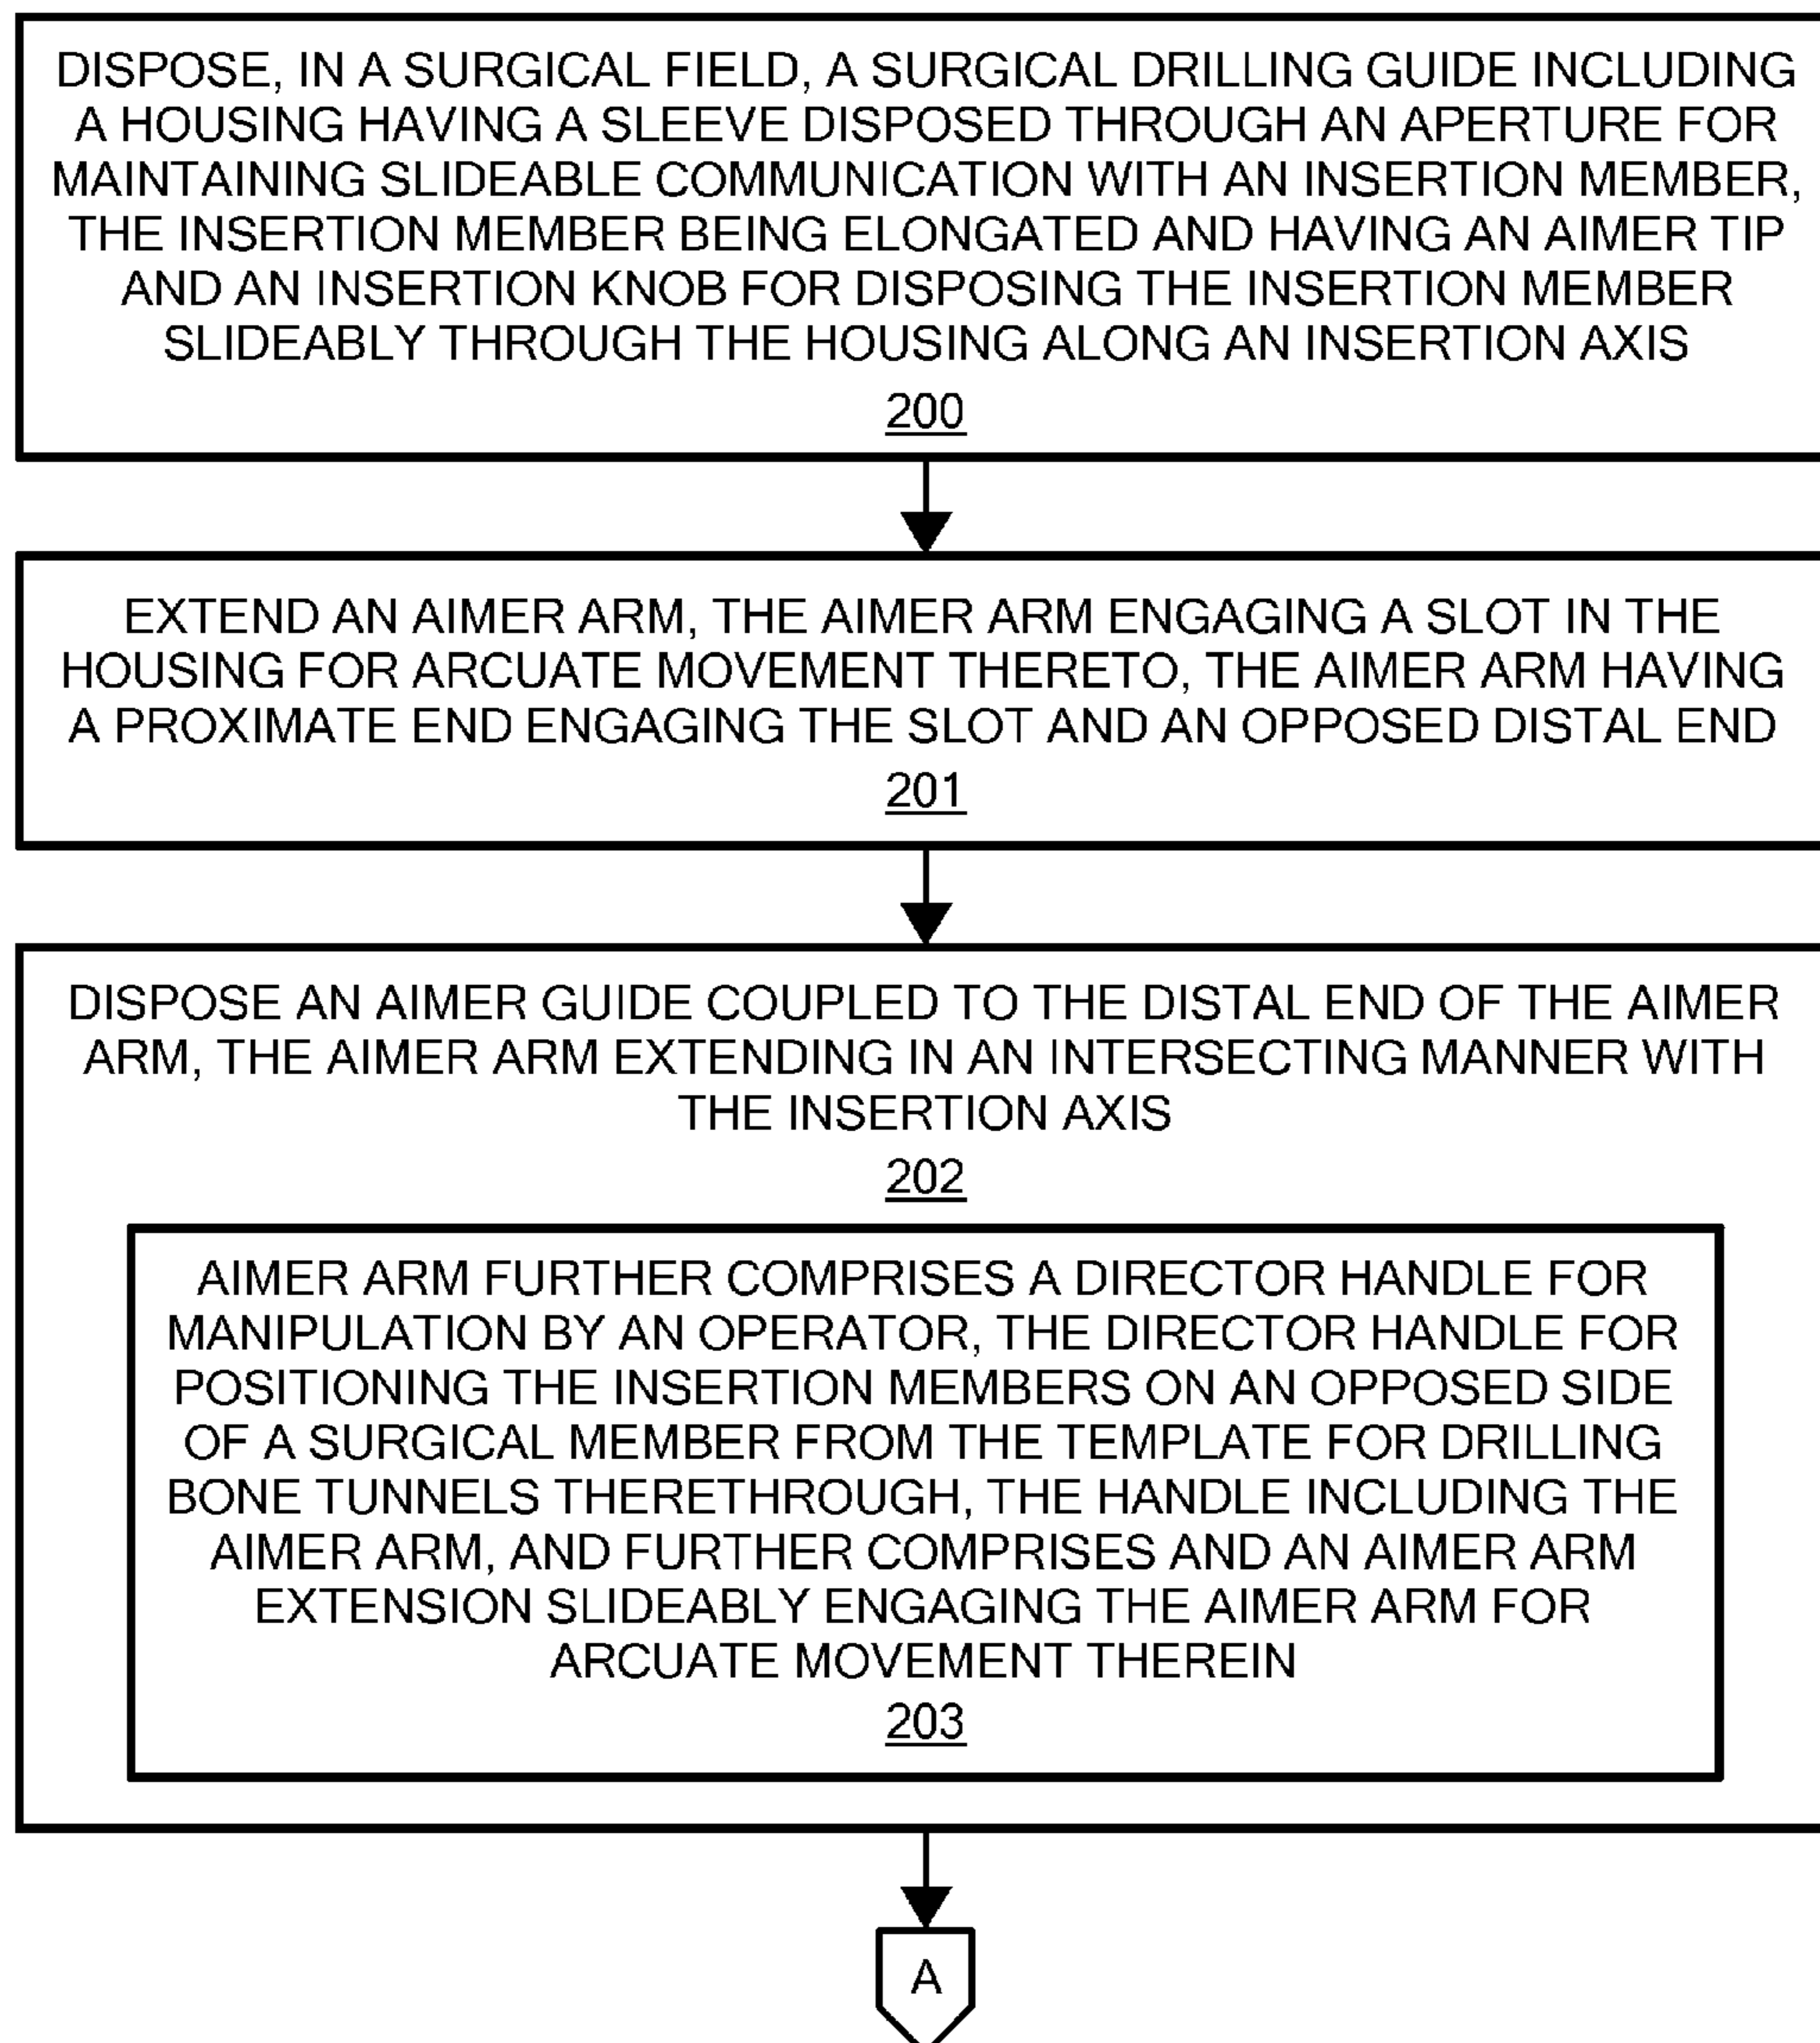 DISPOSE, IN A SURGICAL FIELD, A SURGICAL DRILLING GUIDE INCLUDING
A HOUSING HAVING A SLEEVE DISPOSED THROUGH AN APERTURE FOR
MAINTAINING SLIDEABLE COMMUNICATION WITH AN INSERTION MEMBER,
THE INSERTION MEMBER BEING ELONGATED AND HAVING AN AIMER TIP
AND AN INSERTION KNOB FOR DISPOSING THE INSERTION MEMBER
SLIDEABLY THROUGH THE HOUSING ALONG AN INSERTION AXIS
200
EXTEND AN AIMER ARM, THE AIMER ARM ENGAGING A SLOT IN THE
HOUSING FOR ARCUATE MOVEMENT THERETO, THE AIMER ARM HAVING
A PROXIMATE END ENGAGING THE SLOT AND AN OPPOSED DISTAL END
201
DISPOSE AN AIMER GUIDE COUPLED TO THE DISTAL END OF THE AIMER
ARM, THE AIMER ARM EXTENDING IN AN INTERSECTING MANNER WITH
THE INSERTION AXIS
202
AIMER ARM FURTHER COMPRISES A DIRECTOR HANDLE FOR
MANIPULATION BY AN OPERATOR, THE DIRECTOR HANDLE FOR
POSITIONING THE INSERTION MEMBERS ON AN OPPOSED SIDE
OF A SURGICAL MEMBER FROM THE TEMPLATE FOR DRILLING
BONE TUNNELS THERETHROUGH, THE HANDLE INCLUDING THE
AIMER ARM, AND FURTHER COMPRISES AND AN AIMER ARM
EXTENSION SLIDEABLY ENGAGING THE AIMER ARM FOR
ARCUATE MOVEMENT THEREIN
203
A